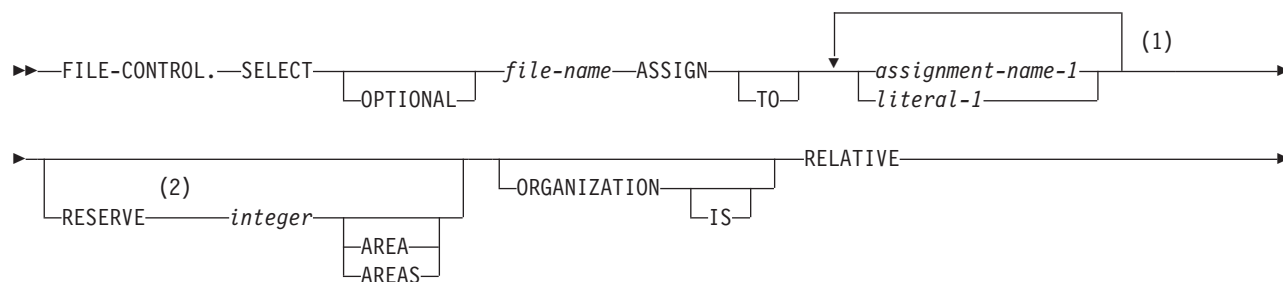 (1)
FILE-CONTROL. SELECT file-name ASSIGN assignment-name-1
OPTIONAL TO literal-1
RELATIVE
(2) ORGANIZATION
RESERVE integer IS
AREA
AREAS